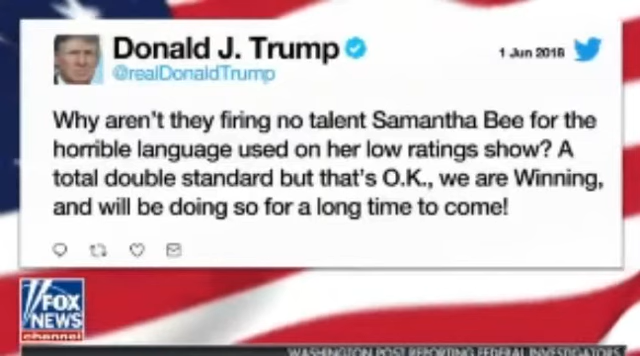 Donald J. Trump
1 Jun 2018
@realDonaldTrump
Why aren't they firing no talent Samantha Bee for the
horrible language used on her low ratings show? A
total double standard but that's O.K., we are Winning,
and will be doing so for a long time to come!
FOX
NEWS
channel
WASHINGTON POST REPORTING FEDERAL INVESTIGATORS